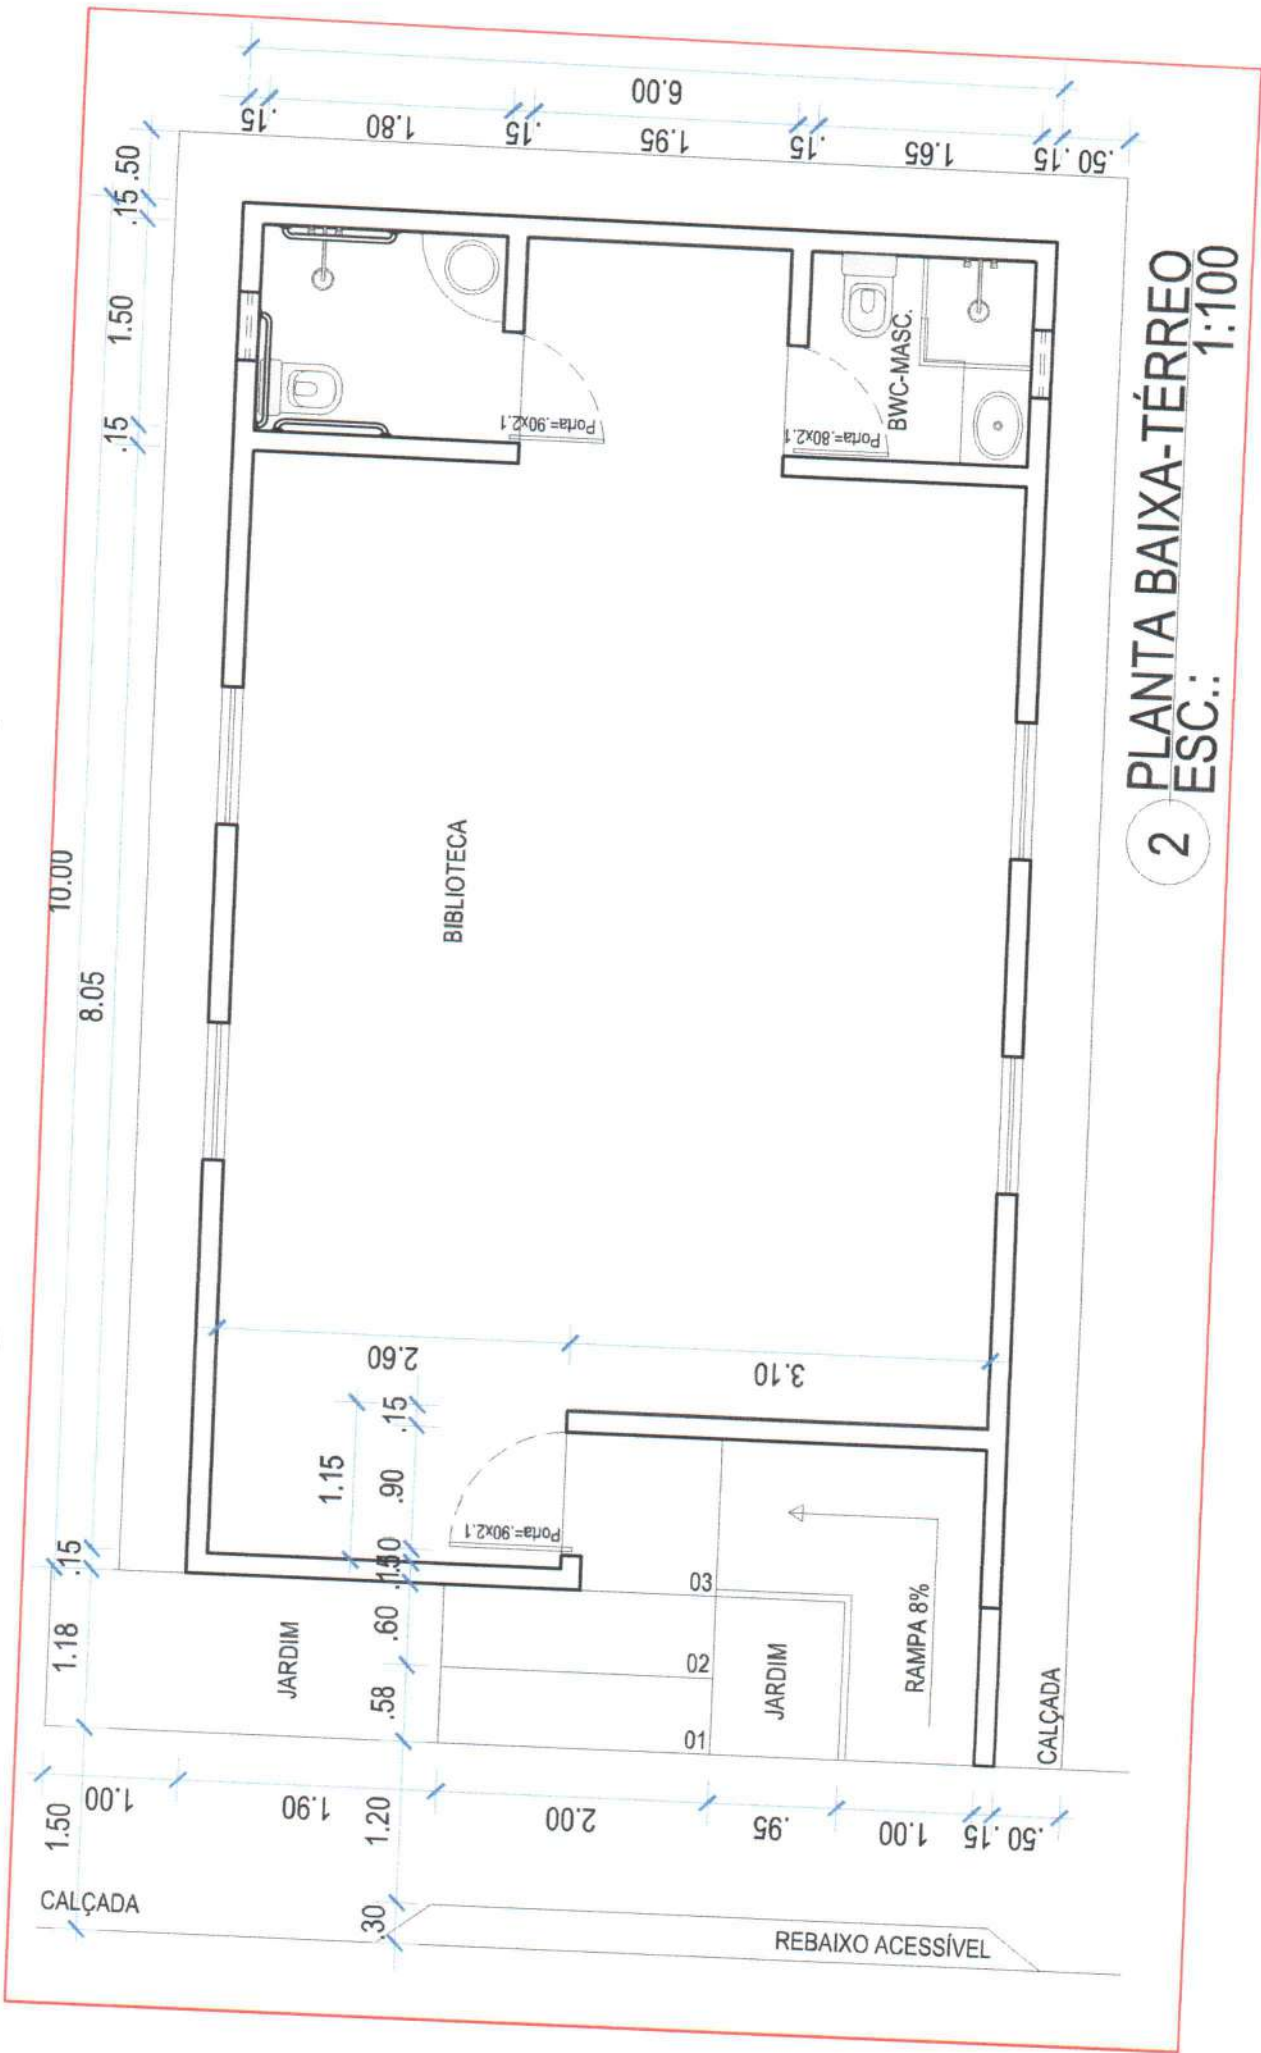 10.00
.15
8.05
.15
1.50
.15
.50
1.18
.15
1.80
.15
1.95
.15
1.65
.15
.50
6.00
Porta=.90x2.1
Porta=.80x2.1
BWC-MASC.
BIBLIOTECA
2.60
3.10
1.15
.15
.90
Porta=.90x2.1
.60
.58
JARDIM
03
02
01
JARDIM
RAMPA 8%
CALÇADA
1.50
1.00
1.90
1.20
2.00
.95
1.00
.15
.50
CALÇADA
.30
REBAIXO ACESSÍVEL
2
PLANTA BAIXA-TÉRREO
ESC.: 1:100